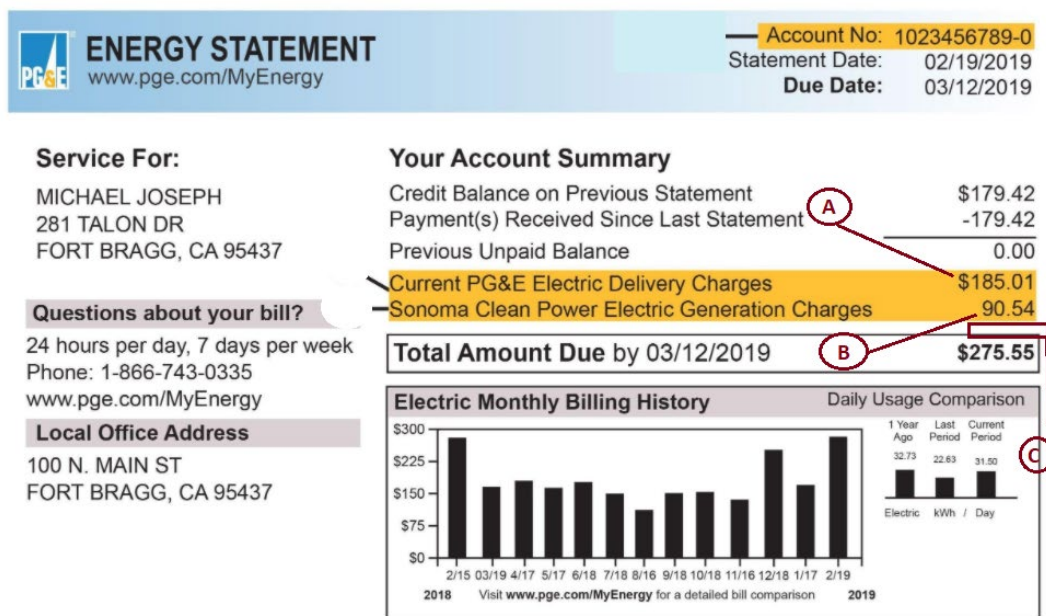 PG&E
ENERGY STATEMENT
www.pge.com/MyEnergy
Account No: 1023456789-0
Statement Date: 02/19/2019
Due Date: 03/12/2019
Service For:
MICHAEL JOSEPH
281 TALON DR
FORT BRAGG, CA 95437
Questions about your bill?
24 hours per day, 7 days per week
Phone: 1-866-743-0335
www.pge.com/MyEnergy
Local Office Address
100 N. MAIN ST
FORT BRAGG, CA 95437
Your Account Summary
Credit Balance on Previous Statement $179.42
Payment(s) Received Since Last Statement -179.42
A
Previous Unpaid Balance 0.00
Current PG&E Electric Delivery Charges $185.01
Sonoma Clean Power Electric Generation Charges 90.54
Total Amount Due by 03/12/2019 $275.55
B
Electric Monthly Billing History
Daily Usage Comparison
$300
$225
$150
$75
$0
2/15 03/19 4/17 5/17 6/18 7/18 8/16 9/18 10/18 11/16 12/18 1/17 2/19
2018 Visit www.pge.com/MyEnergy for a detailed bill comparison 2019
1 Year Ago Last Period Current Period
32.73 22.63 31.50
C
Electric kWh / Day